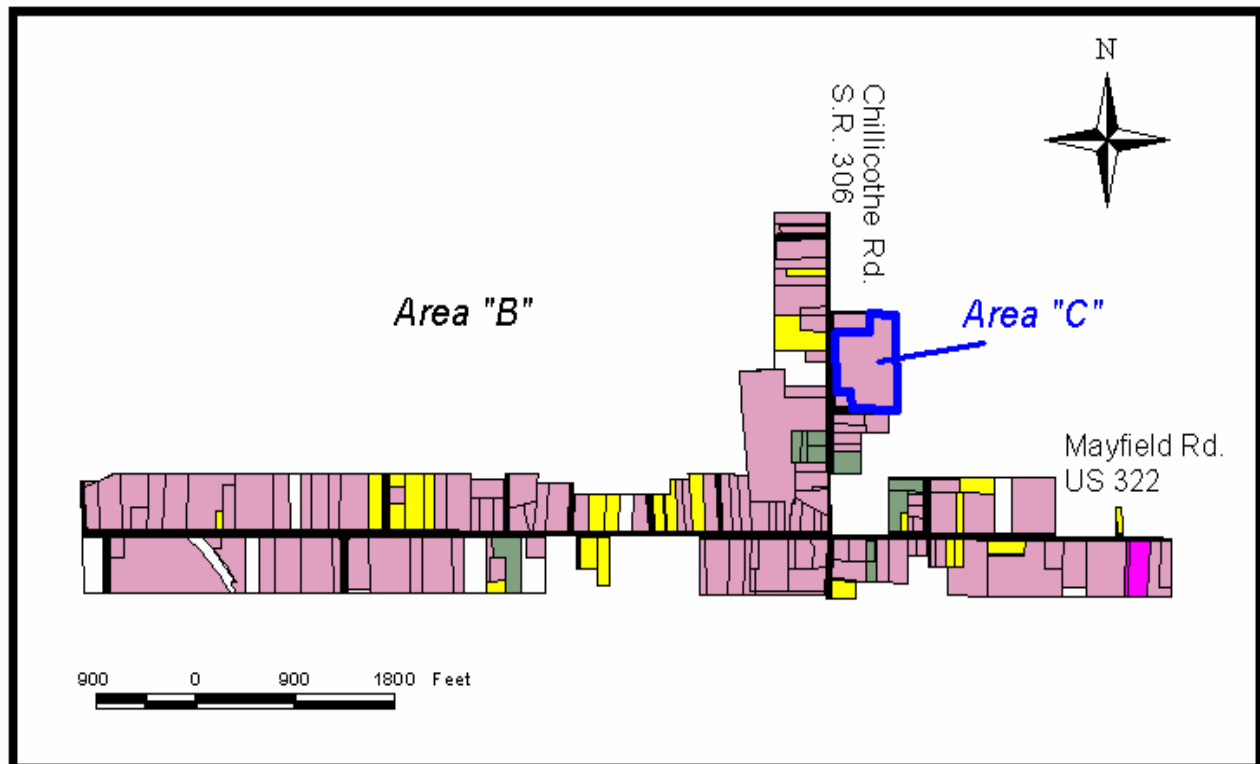 N
Chillicothe Rd.
S.R. 306
Area "B"
Area "C"
Mayfield Rd.
US 322
900 0 900 1800 Feet